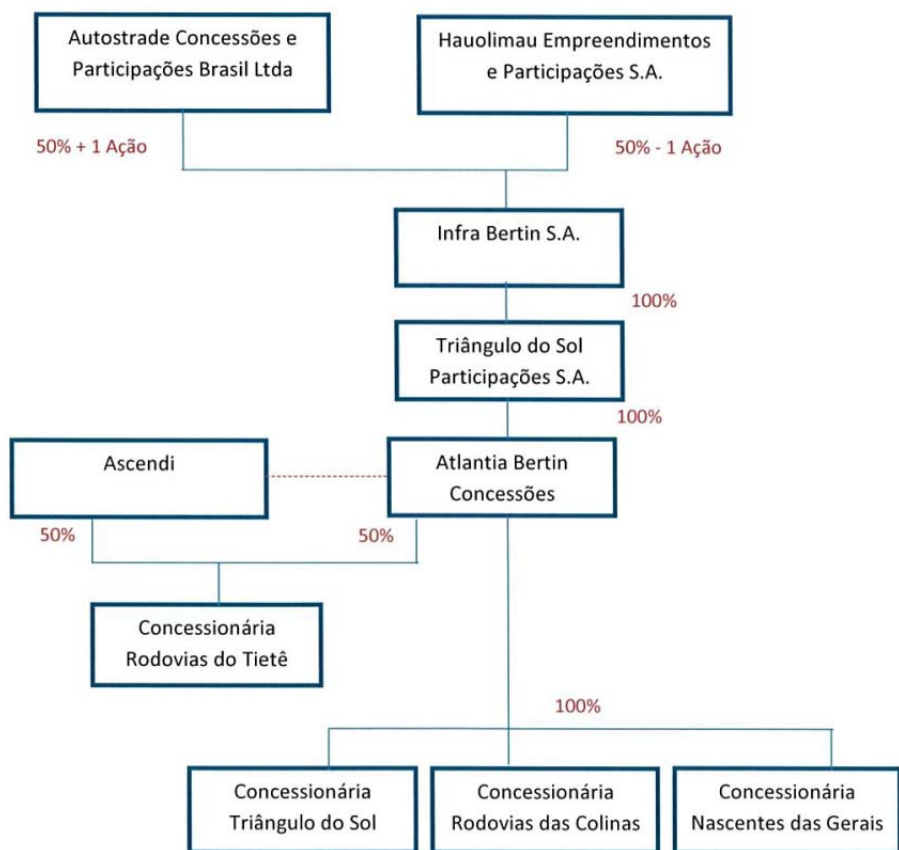 Autostrade Concessões e
Participações Brasil Ltda
Hauolimau Empreendimentos
e Participações S.A.
50% + 1 Ação
50% - 1 Ação
Infra Bertin S.A.
100%
Triângulo do Sol
Participações S.A.
100%
Ascendi
Atlantia Bertin
Concessões
50%
50%
Concessionária
Rodovias do Tietê
100%
Concessionária
Triângulo do Sol
Concessionária
Rodovias das Colinas
Concessionária
Nascentes das Gerais